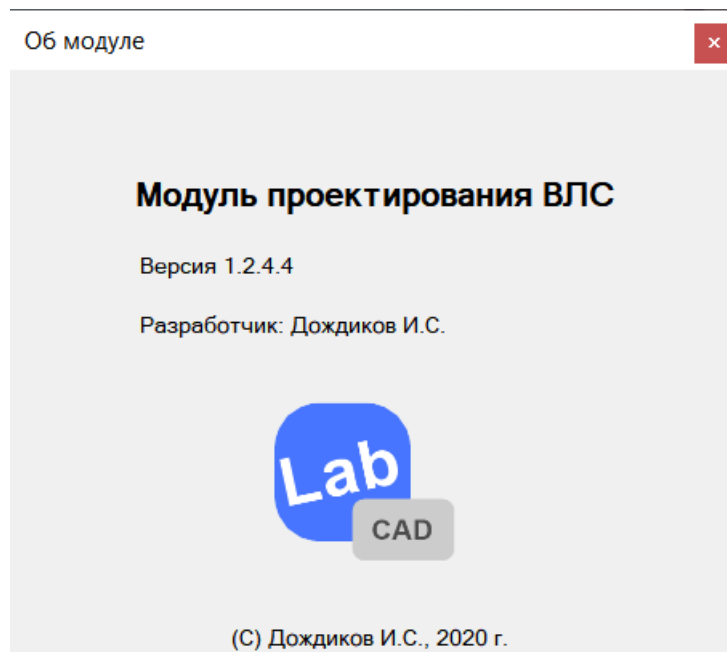 Об модуле
×
Модуль проектирования ВЛС
Версия 1.2.4.4
Разработчик: Дождиков И.С.
Lab
CAD
(C) Дождиков И.С., 2020 г.